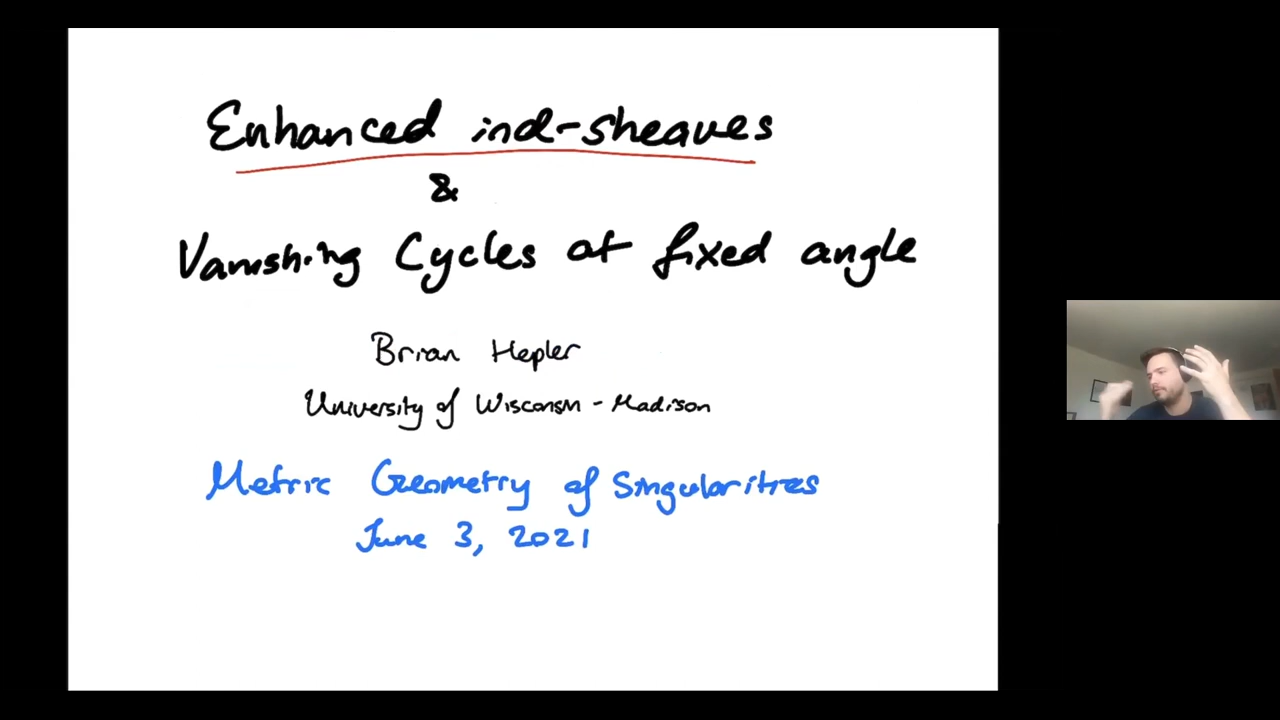 Enhanced ind-sheaves
&
Vanishing Cycles at fixed angle
Brian Hepler
University of Wisconsin - Madison
Metric Geometry of Singularities
June 3, 2021